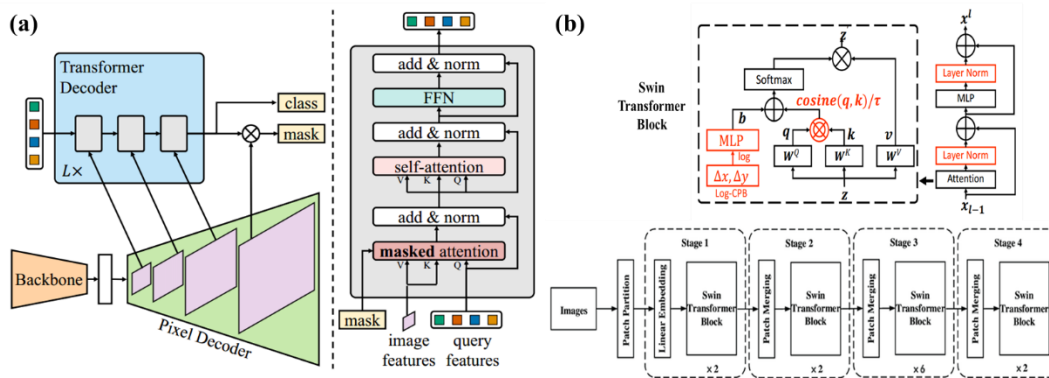 (a)
Transformer
Decoder
L×
class
mask
Backbone
Pixel Decoder
add & norm
FFN
add & norm
self-attention
V K Q
add & norm
masked attention
V K Q
mask
image
features
query
features
(b)
Swin
Transformer
Block
z
Softmax
cosine(q, k)/τ
b
q
k
v
MLP
log
Δx, Δy
Log-CPB
W^Q
W^K
W^V
z
x^l
Layer Norm
MLP
Layer Norm
Attention
x_{l-1}
Images
Patch Partition
Stage 1
Linear Embedding
Swin
Transformer
Block
×2
Stage 2
Patch Merging
Swin
Transformer
Block
×2
Stage 3
Patch Merging
Swin
Transformer
Block
×6
Stage 4
Patch Merging
Swin
Transformer
Block
×2